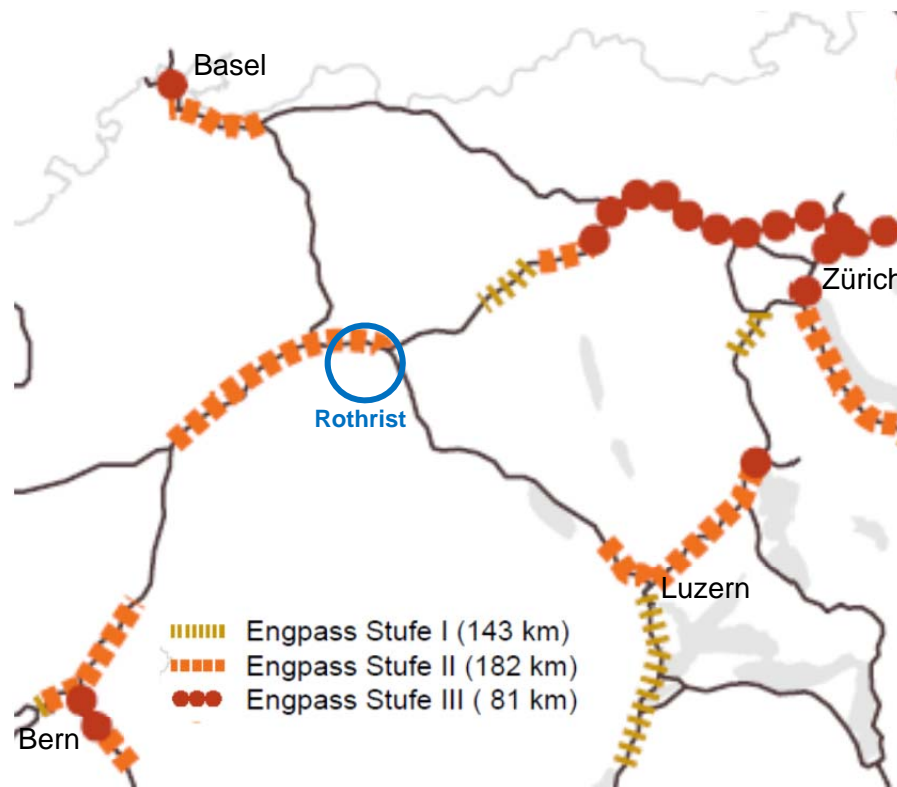 Basel
Zürich
Rothrist
Luzern
Engpass Stufe I (143 km)
Engpass Stufe II (182 km)
Engpass Stufe III ( 81 km)
Bern